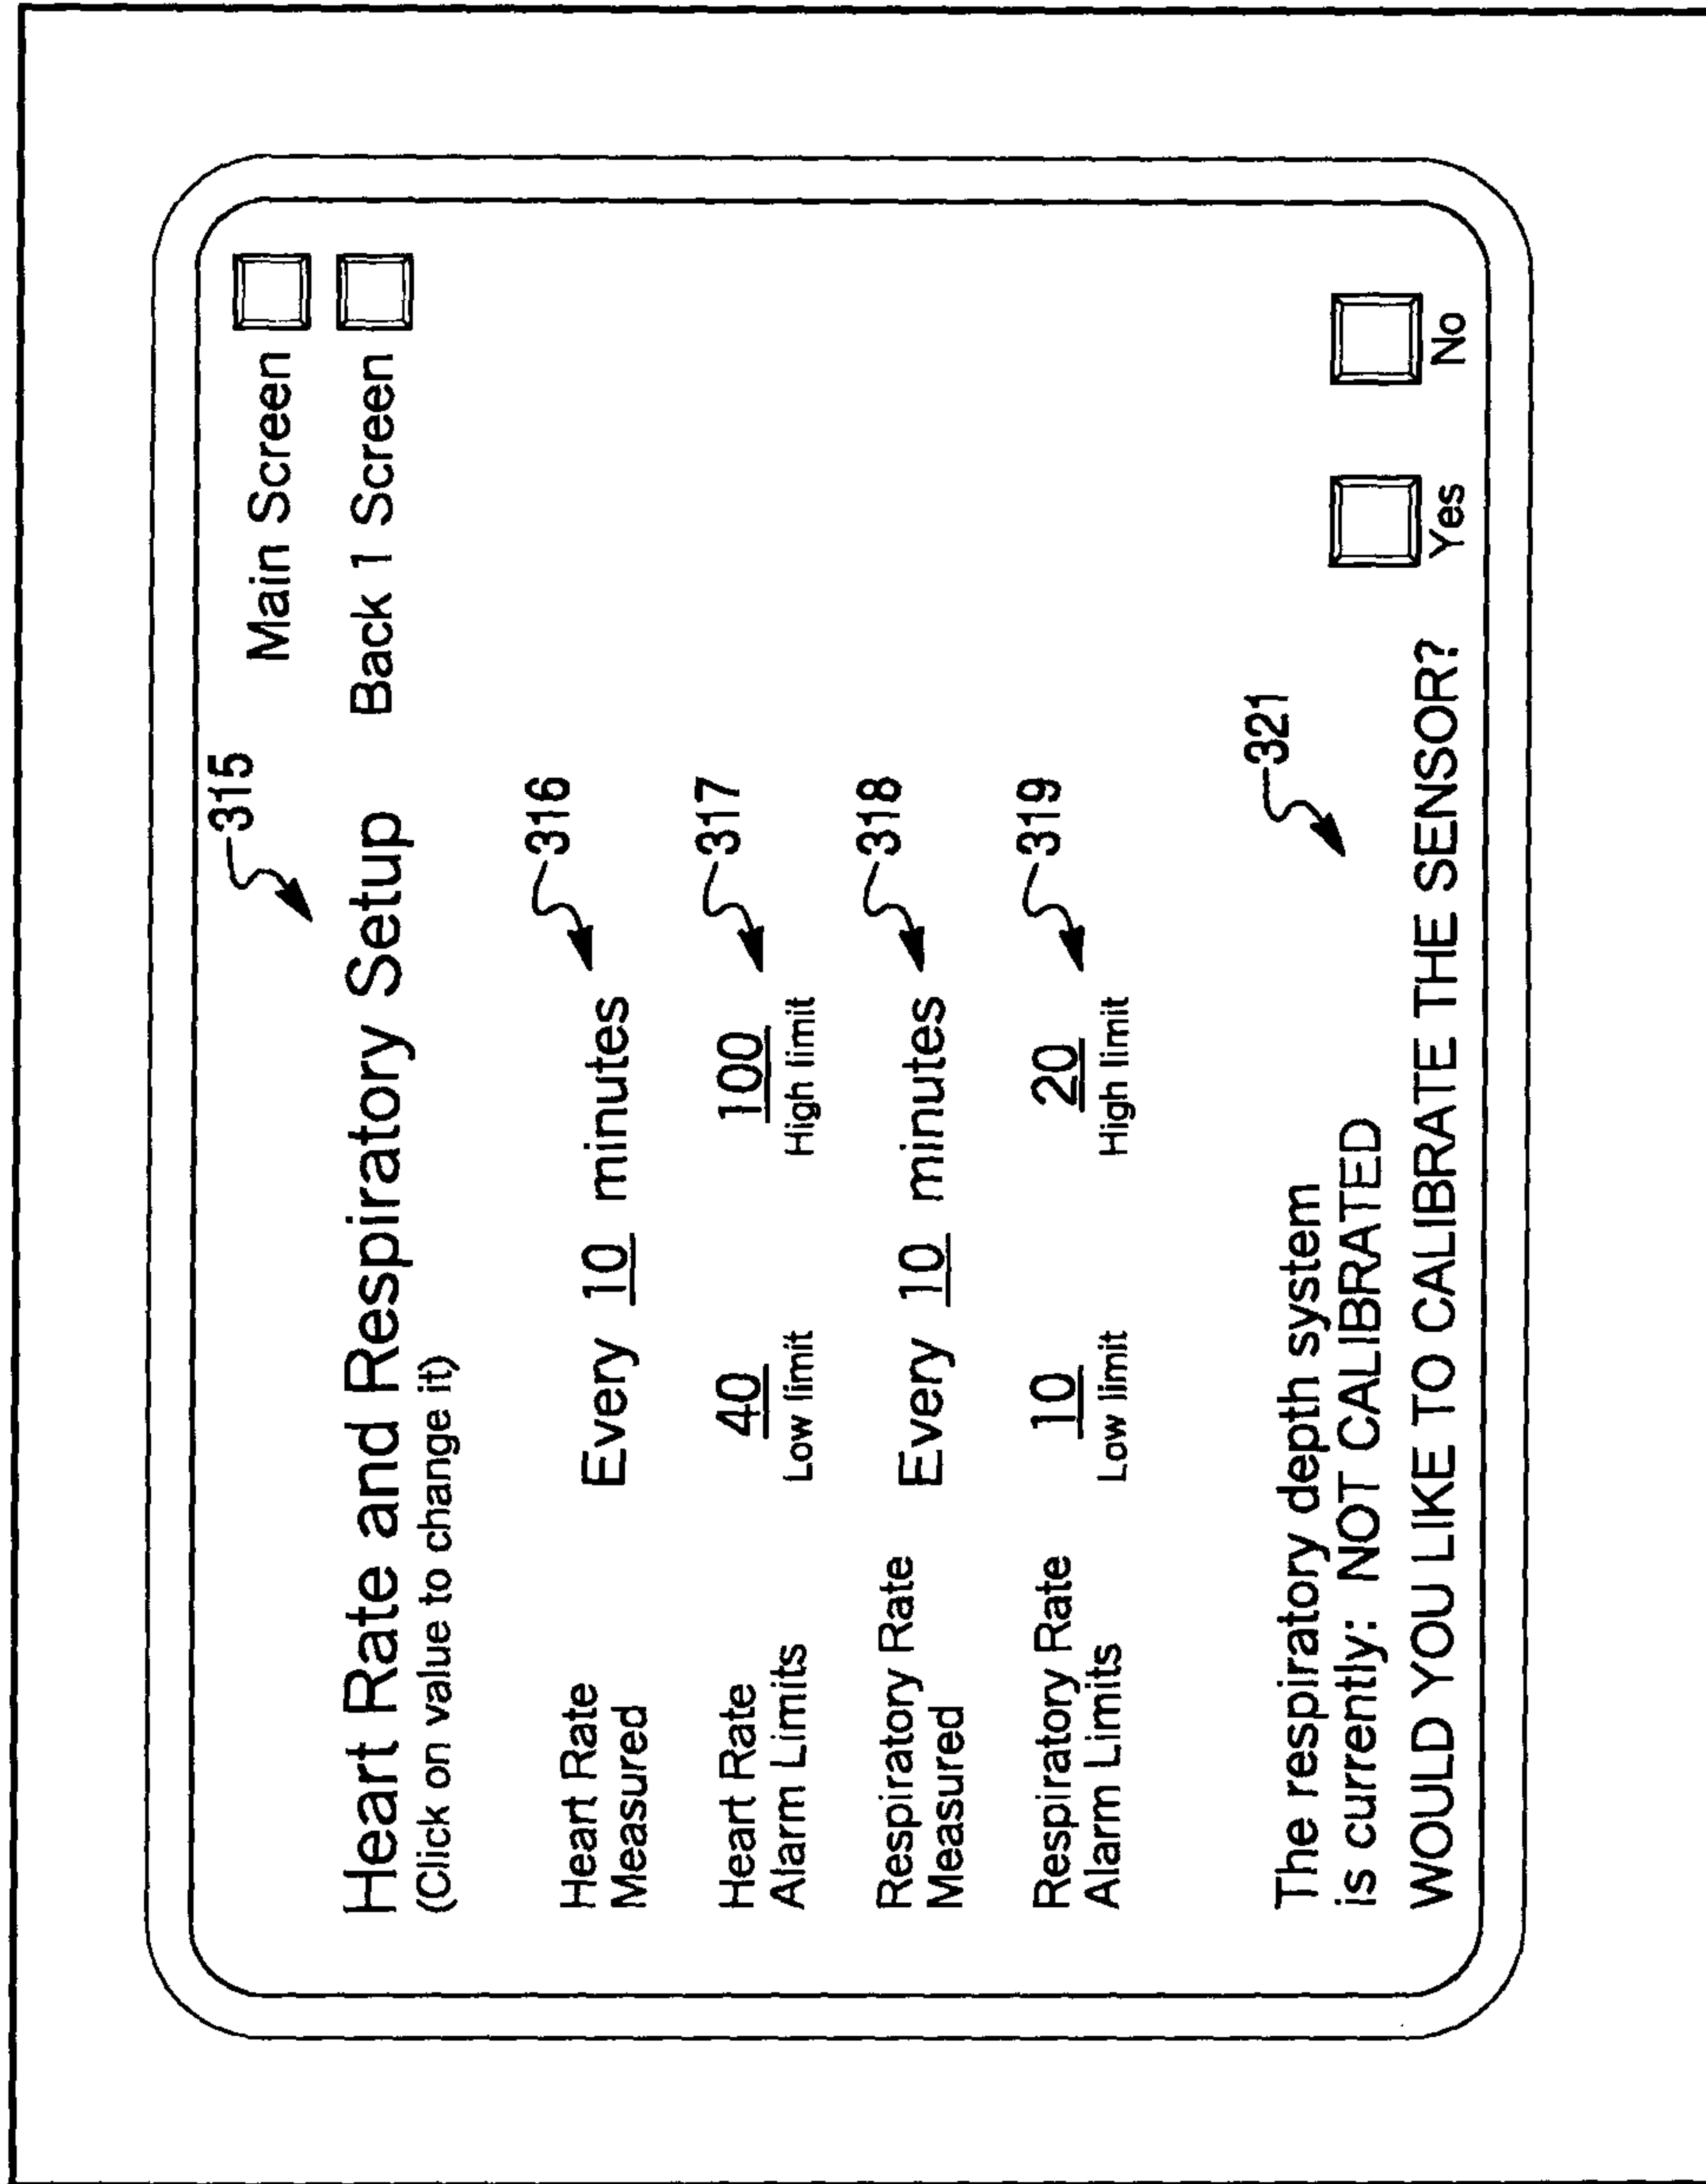 315
Main Screen
Heart Rate and Respiratory Setup
Back 1 Screen
(Click on value to change it)
Heart Rate
Measured
Every 10 minutes
316
Heart Rate
Alarm Limits
40
Low limit
100
High limit
317
Respiratory Rate
Measured
Every 10 minutes
318
Respiratory Rate
Alarm Limits
10
Low limit
20
High limit
319
321
The respiratory depth system
is currently: NOT CALIBRATED
WOULD YOU LIKE TO CALIBRATE THE SENSOR?
Yes
No